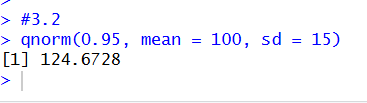 >
> #3.2
> qnorm(0.95, mean = 100, sd = 15)
[1] 124.6728
>